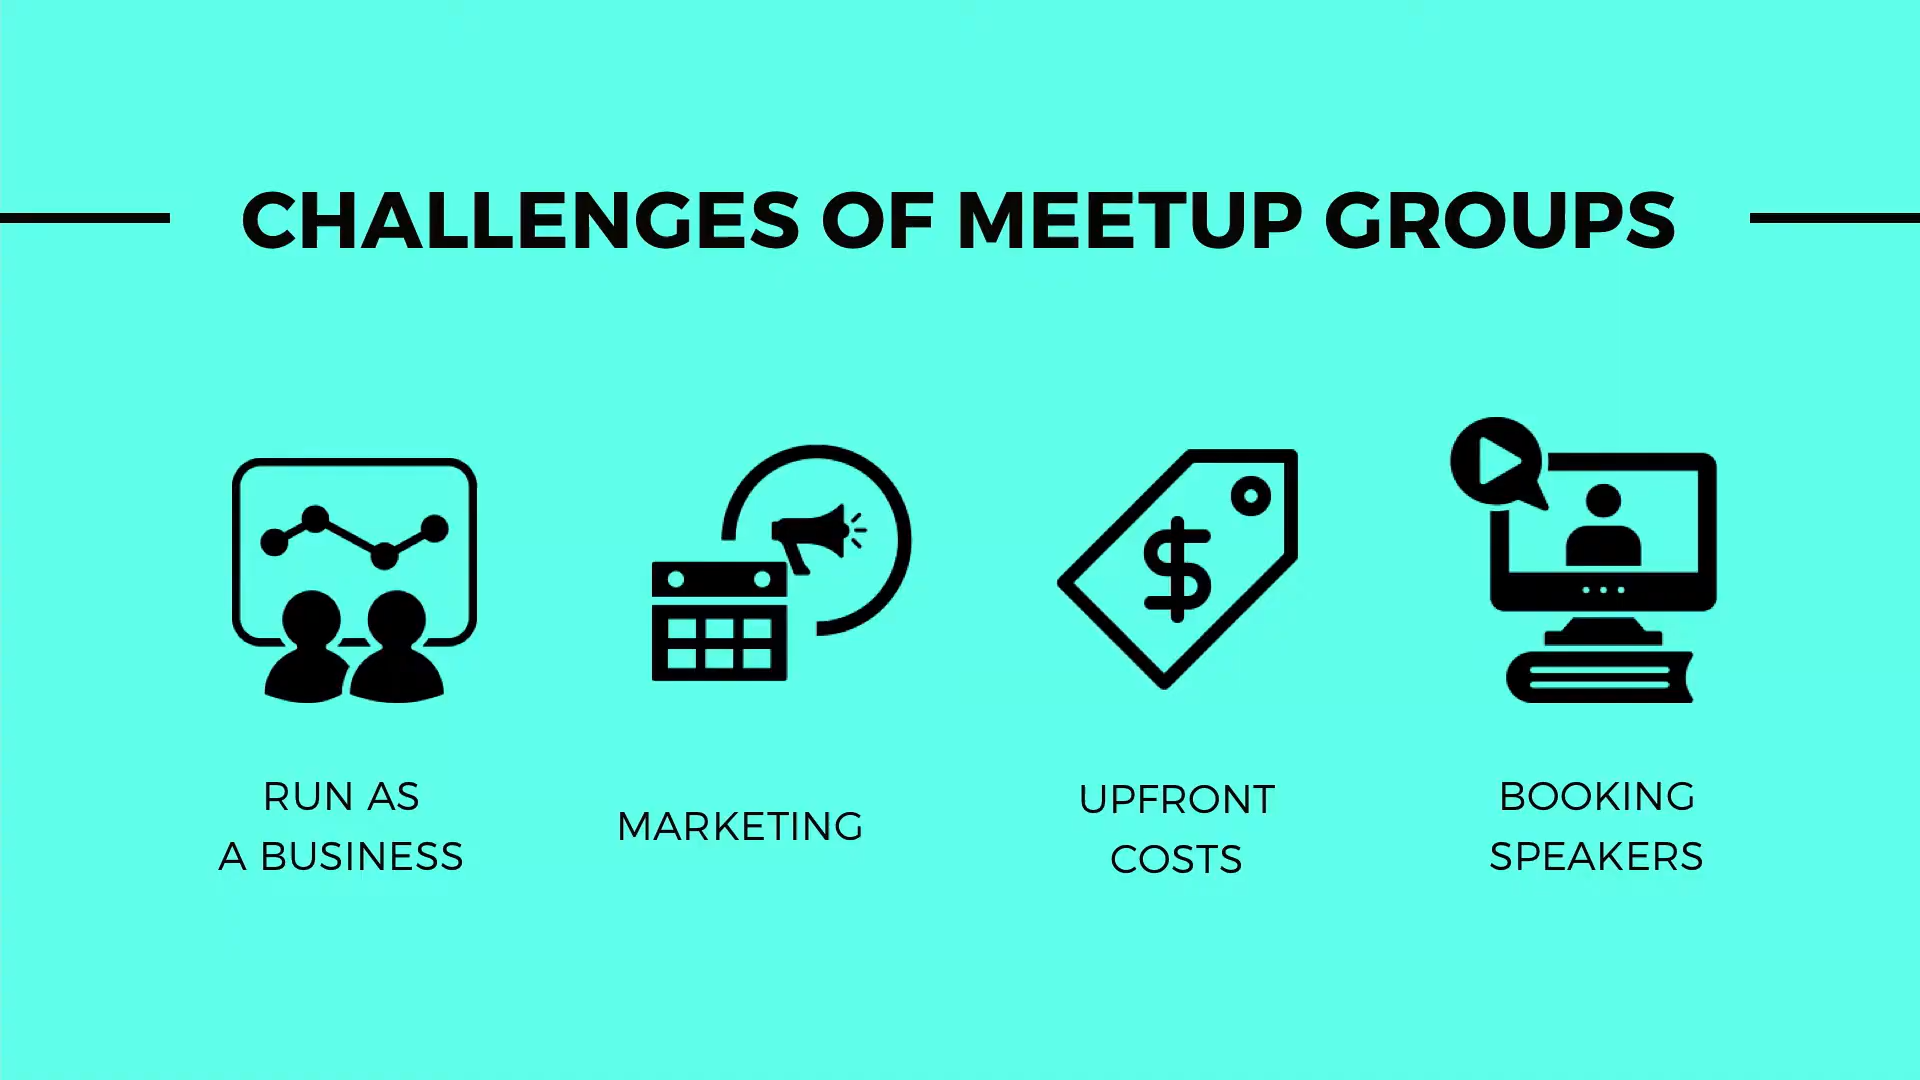 CHALLENGES OF MEETUP GROUPS
RUN AS
A BUSINESS
MARKETING
UPFRONT
COSTS
BOOKING
SPEAKERS